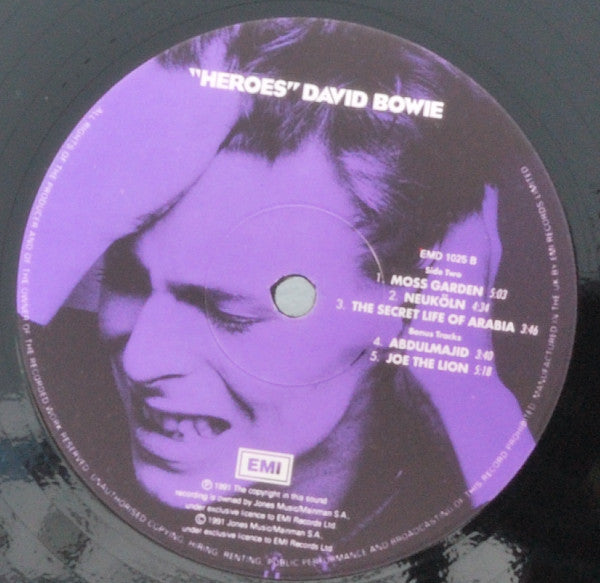 "HEROES" DAVID BOWIE
EMD 1025 B
Side Two
1. MOSS GARDEN 5:03
2. NEUKÖLN 4:34
3. THE SECRET LIFE OF ARABIA 3:46
Bonus Tracks
4. ABDULMAJID 3:40
5. JOE THE LION 5:18
EMI
℗ 1991 The copyright in this sound
recording is owned by Jones Music/Mainman S.A.
under exclusive licence to EMI Records Ltd
© 1991 Jones Music/Mainman S.A.
under exclusive licence to EMI Records Ltd.
ALL RIGHTS OF THE PRODUCER AND OF THE OWNER OF THE RECORDED WORK RESERVED. UNAUTHORISED COPYING, HIRING, RENTING, PUBLIC PERFORMANCE AND BROADCASTING OF THIS RECORD PROHIBITED. MANUFACTURED IN THE UK BY EMI RECORDS LIMITED